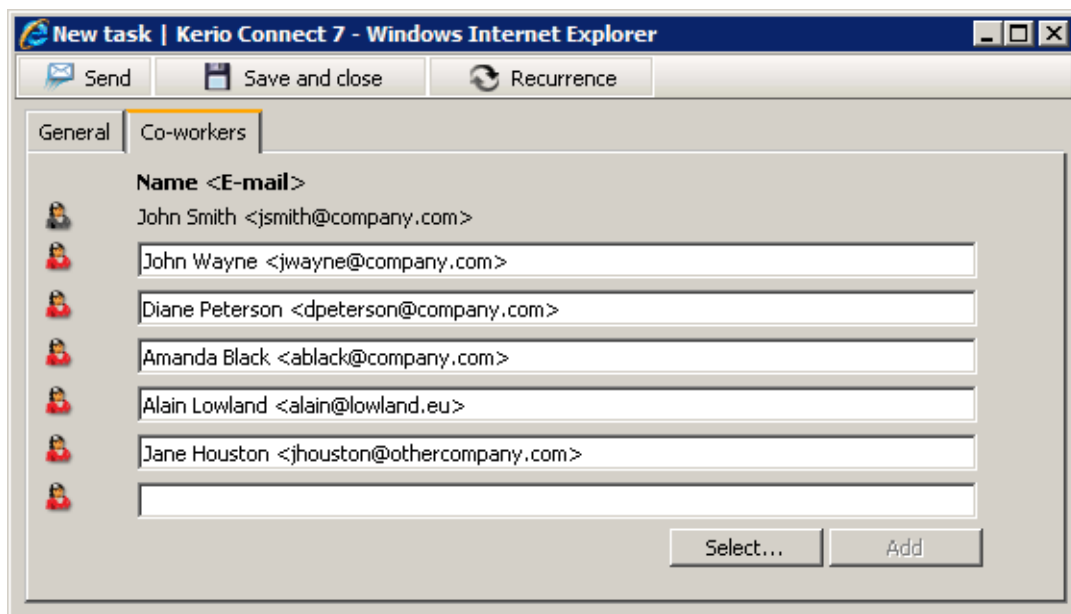 New task | Kerio Connect 7 - Windows Internet Explorer
Send Save and close Recurrence
General Co-workers
Name <E-mail>
John Smith <jsmith@company.com>
John Wayne <jwayne@company.com>
Diane Peterson <dpeterson@company.com>
Amanda Black <ablack@company.com>
Alain Lowland <alain@lowland.eu>
Jane Houston <jhouston@othercompany.com>
Select... Add